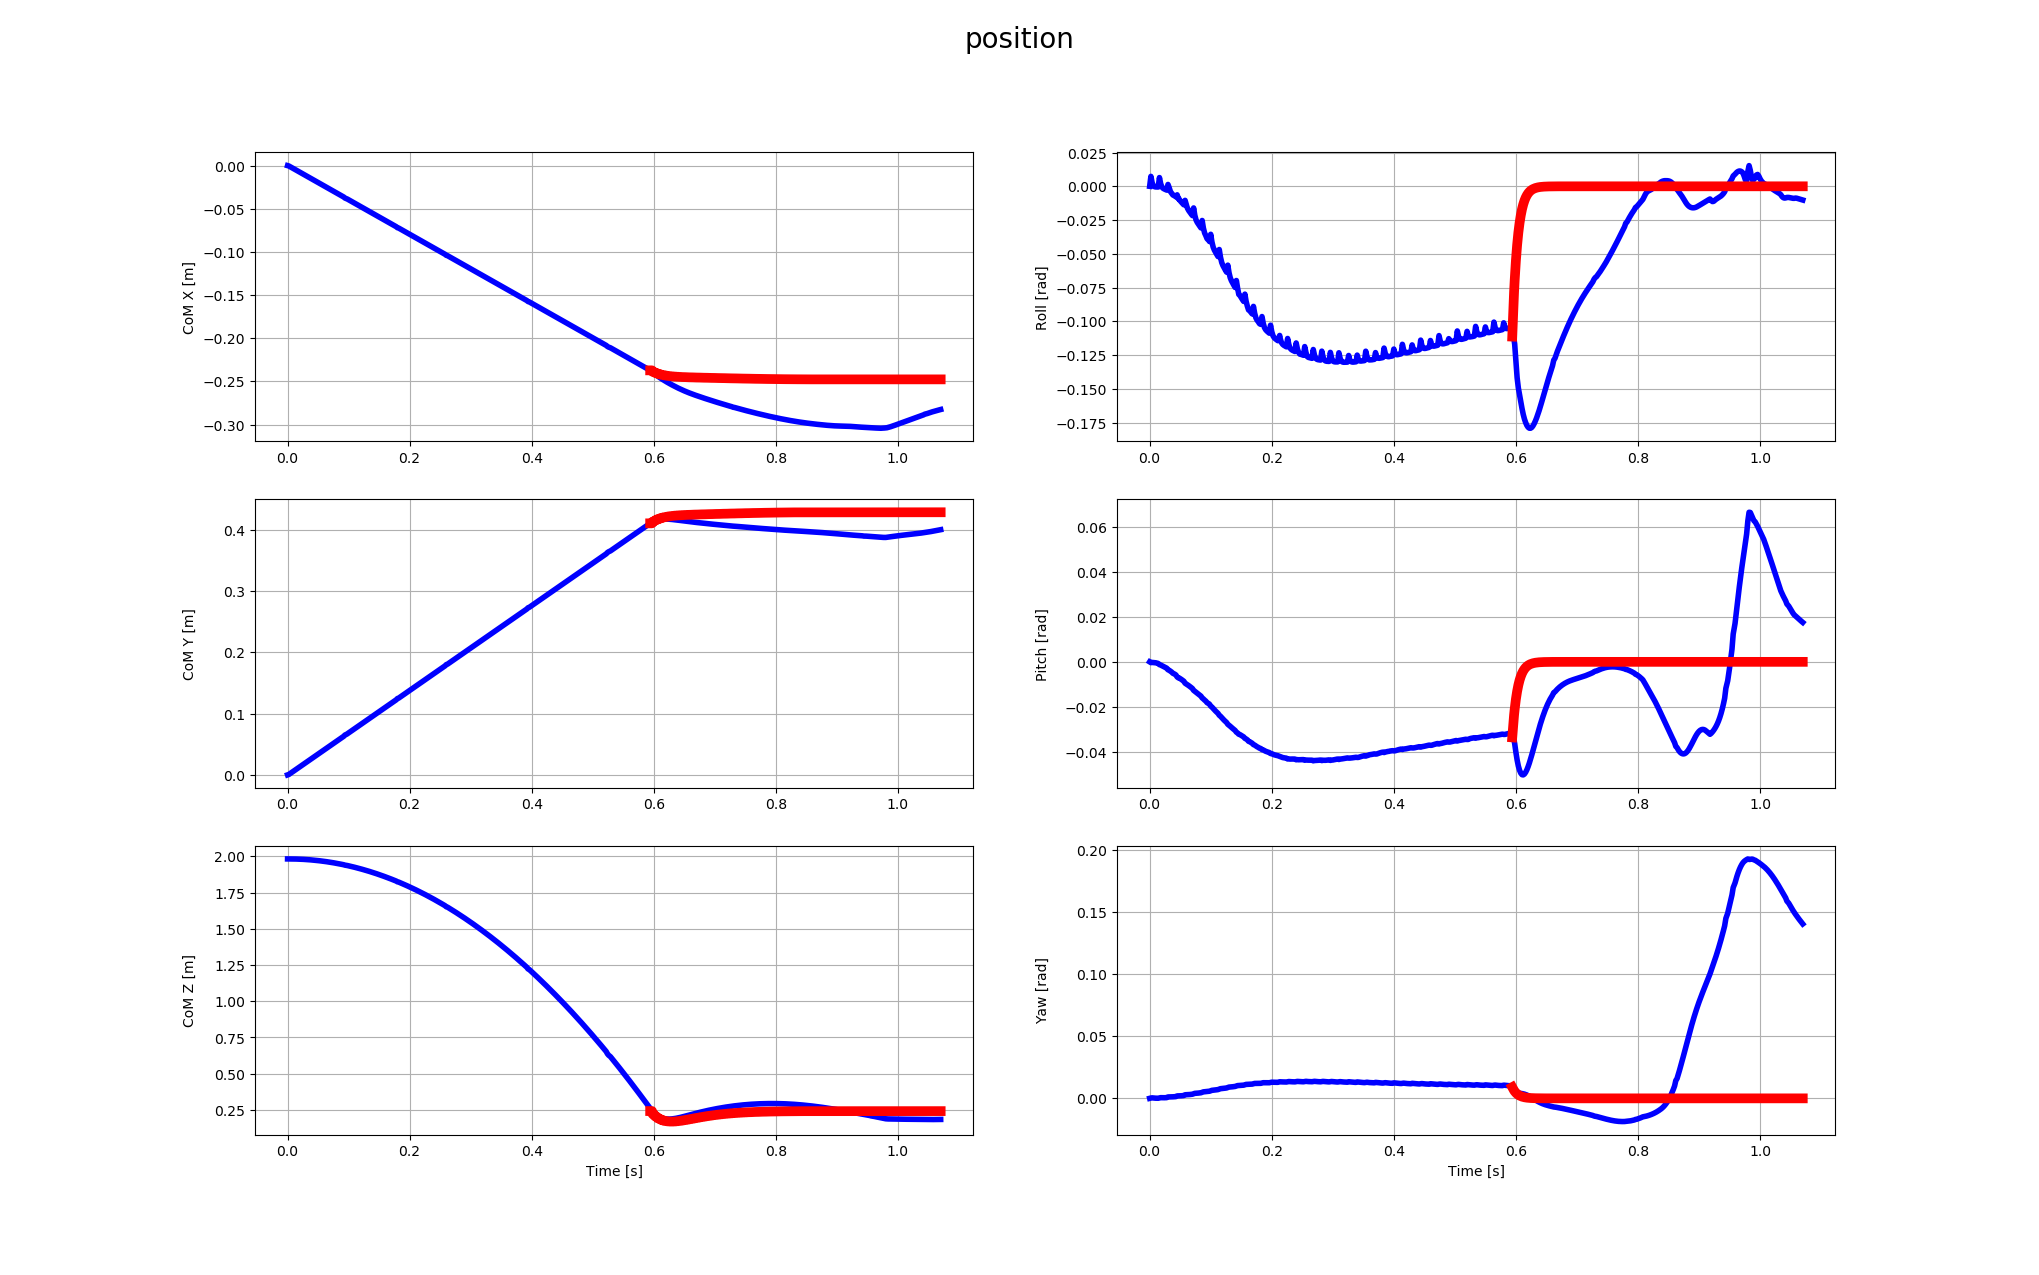 position
CoM X [m]
0.00
−0.05
−0.10
−0.15
−0.20
−0.25
−0.30
0.0 0.2 0.4 0.6 0.8 1.0
Roll [rad]
0.025
0.000
−0.025
−0.050
−0.075
−0.100
−0.125
−0.150
−0.175
0.0 0.2 0.4 0.6 0.8 1.0
CoM Y [m]
0.4
0.3
0.2
0.1
0.0
0.0 0.2 0.4 0.6 0.8 1.0
Pitch [rad]
0.06
0.04
0.02
0.00
−0.02
−0.04
0.0 0.2 0.4 0.6 0.8 1.0
CoM Z [m]
2.00
1.75
1.50
1.25
1.00
0.75
0.50
0.25
0.0 0.2 0.4 0.6 0.8 1.0
Time [s]
Yaw [rad]
0.20
0.15
0.10
0.05
0.00
0.0 0.2 0.4 0.6 0.8 1.0
Time [s]